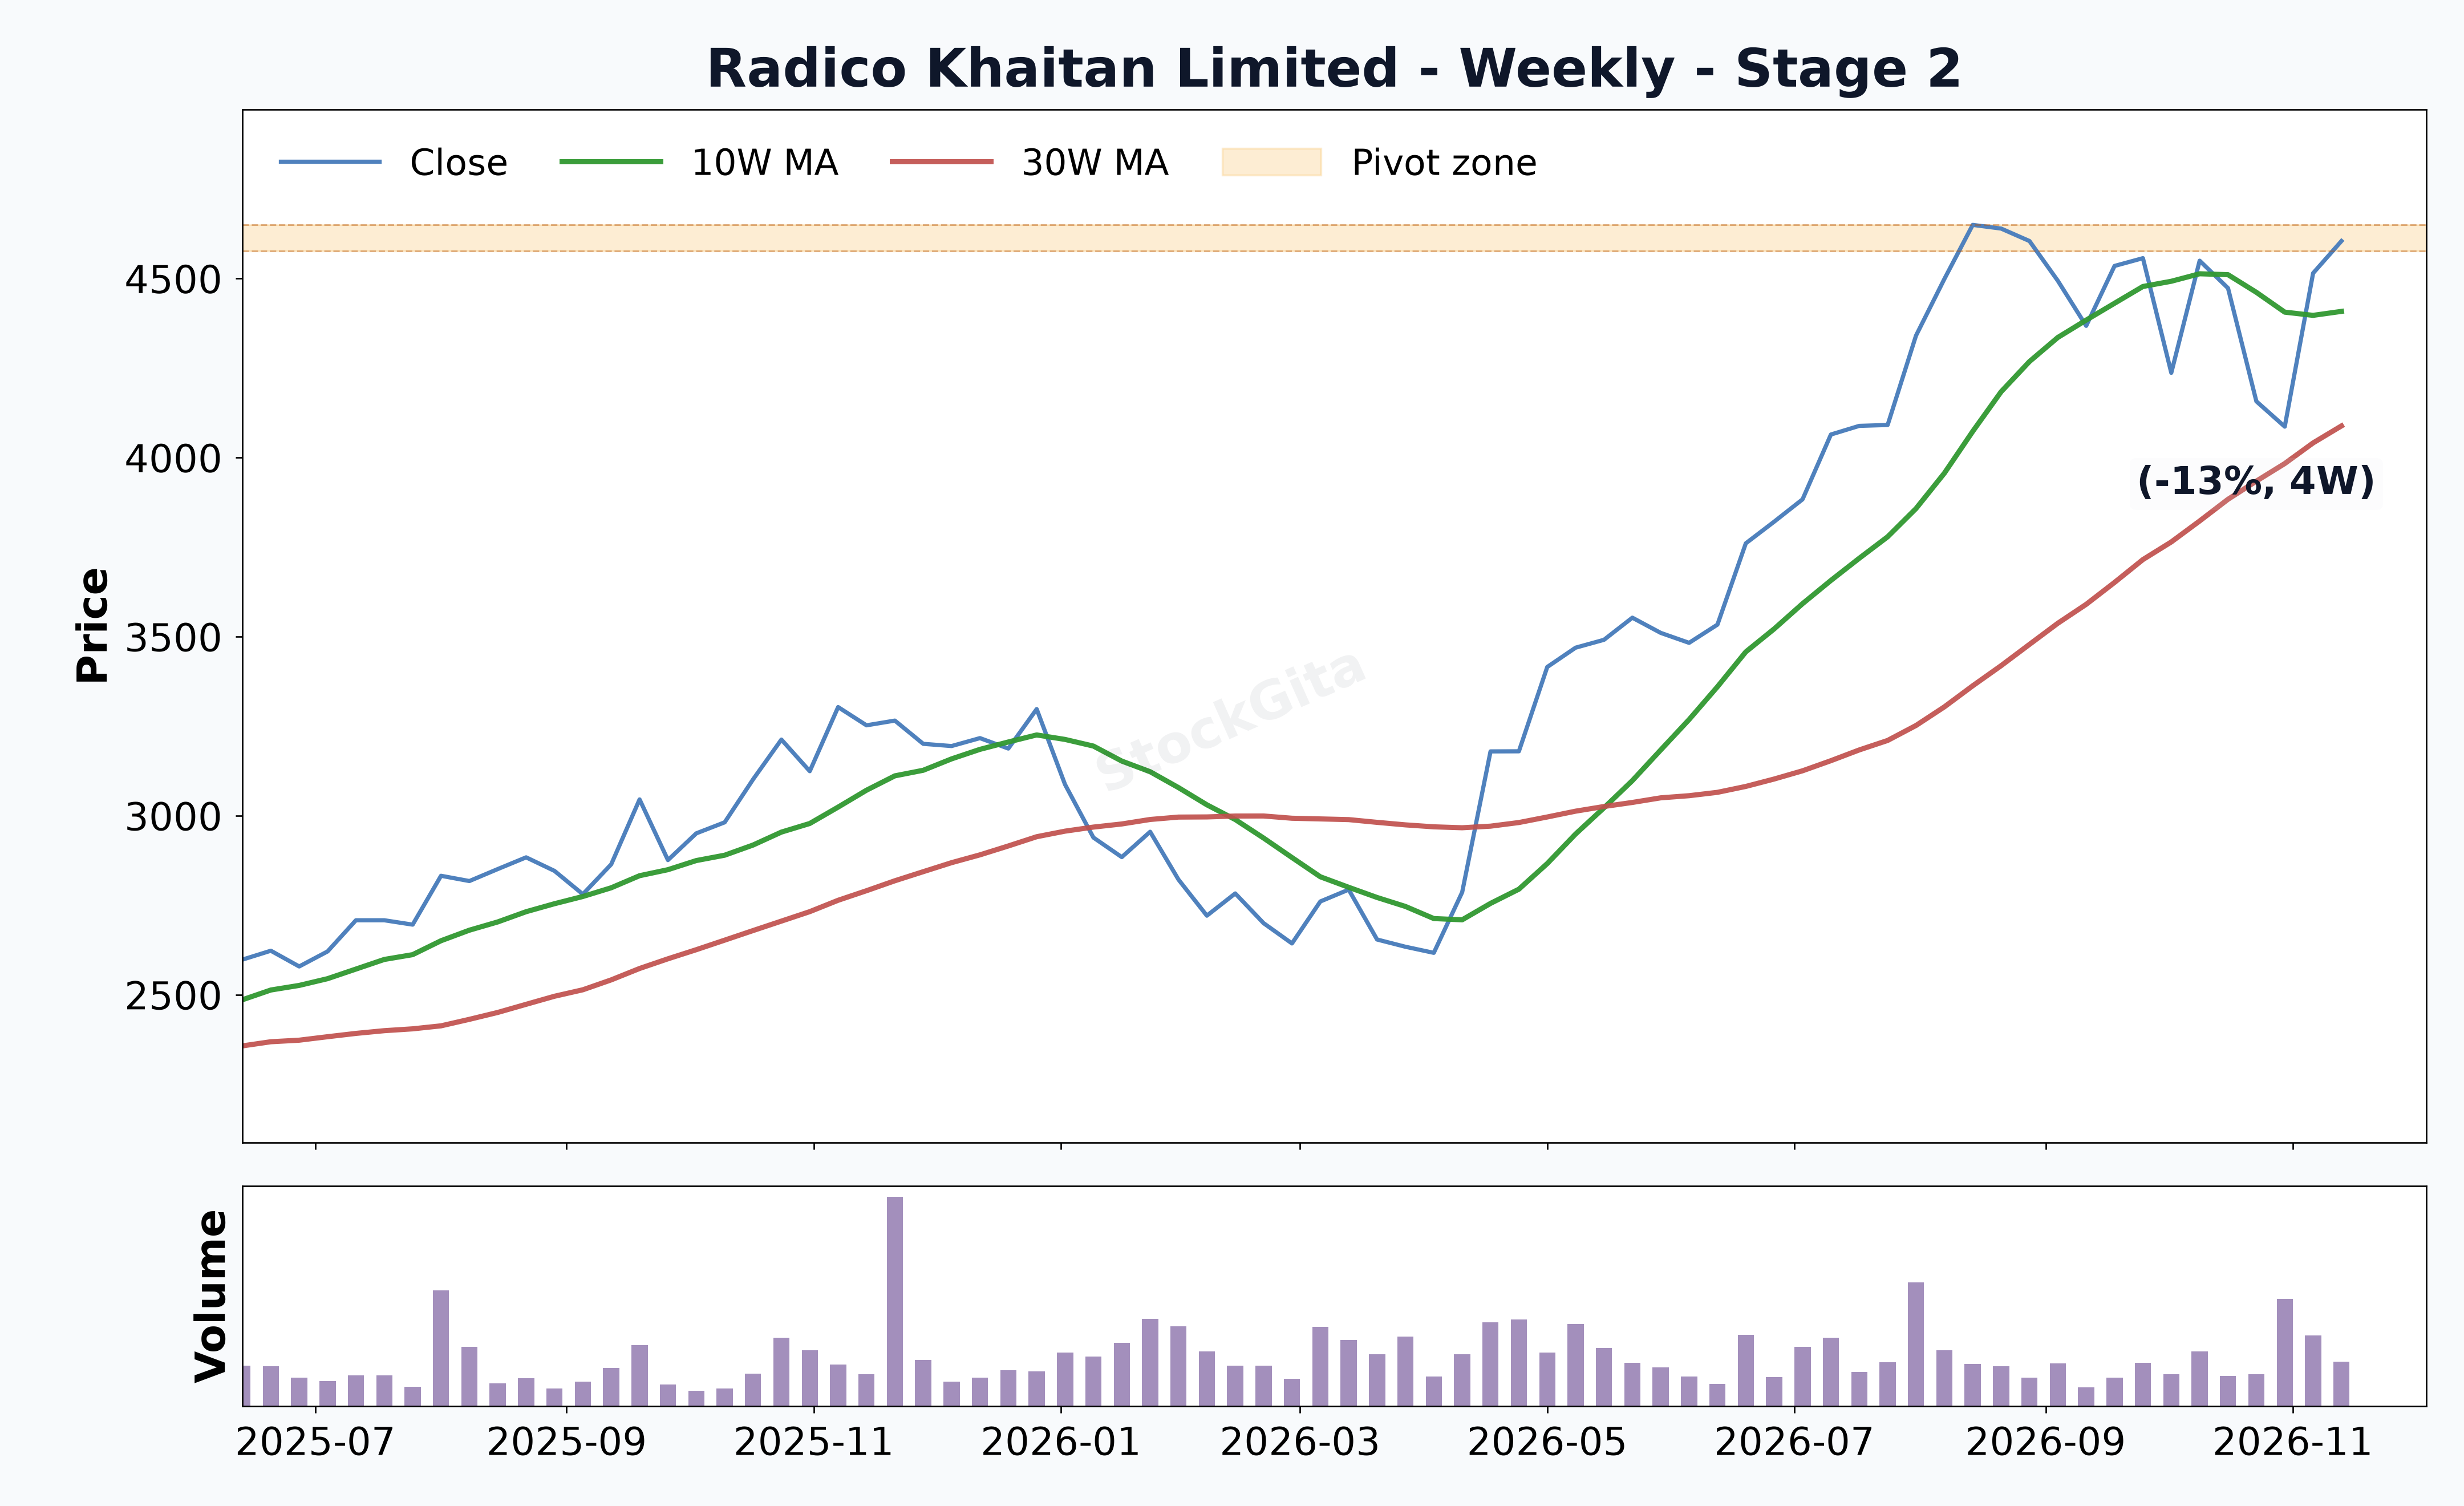 Radico Khaitan Limited - Weekly - Stage 2
Close 10W MA 30W MA Pivot zone
4500
4000
3500
3000
2500
Price
(-13%, 4W)
StockGita
Volume
2025-07 2025-09 2025-11 2026-01 2026-03 2026-05 2026-07 2026-09 2026-11